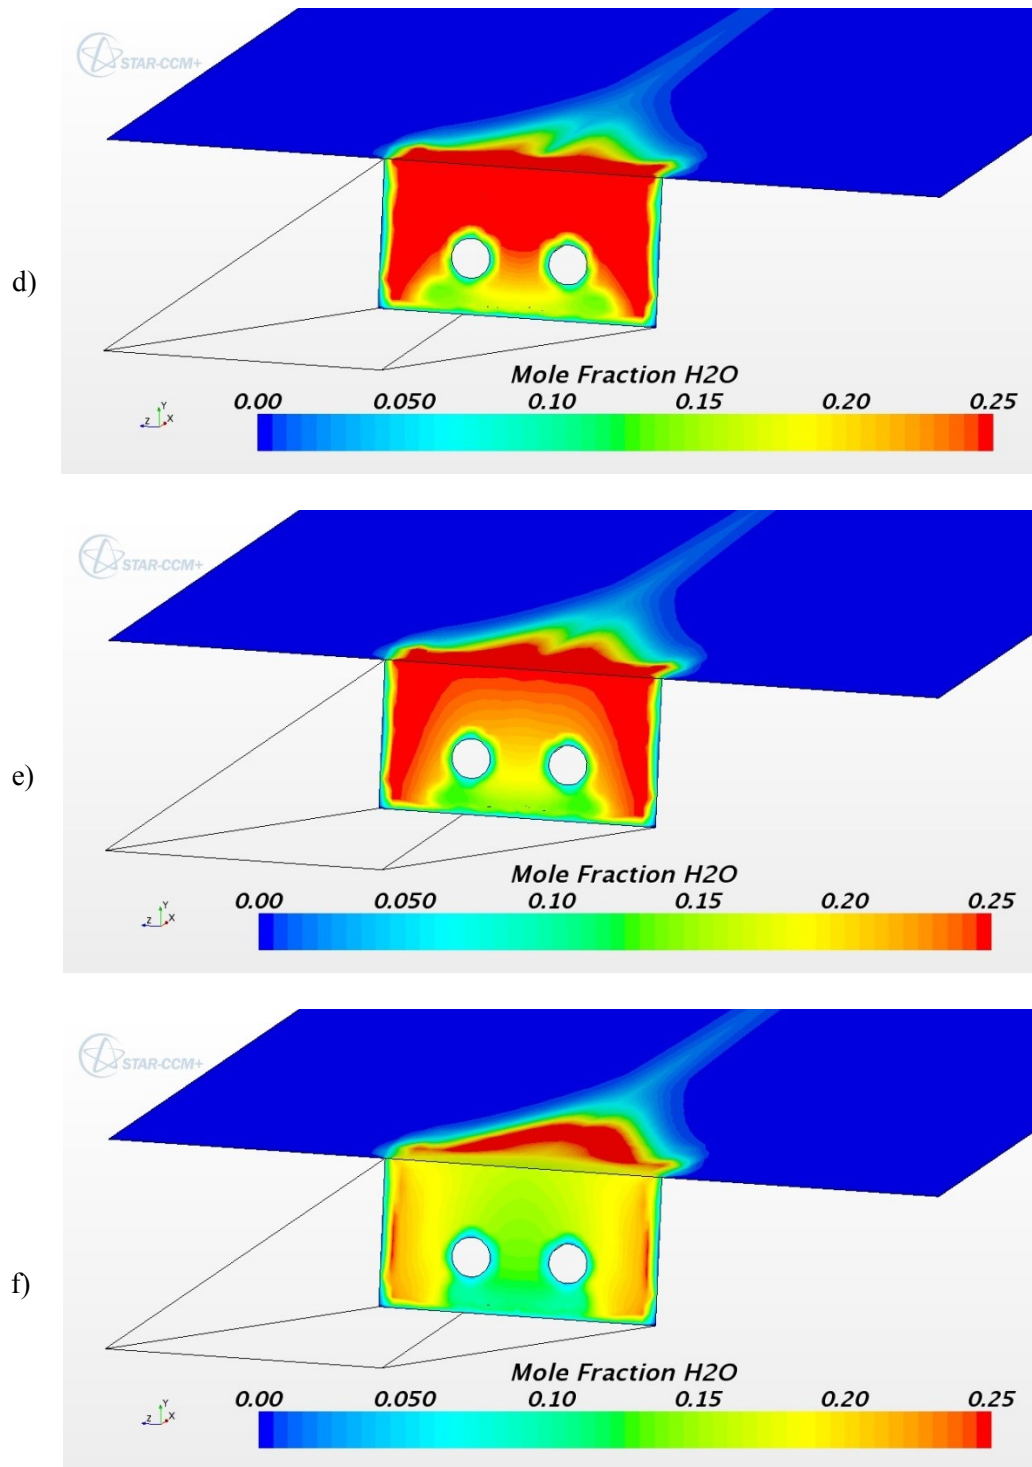 STAR-CCM+
d)
Mole Fraction H2O
0.00 0.050 0.10 0.15 0.20 0.25
Y
Z X
STAR-CCM+
e)
Mole Fraction H2O
0.00 0.050 0.10 0.15 0.20 0.25
Y
Z X
STAR-CCM+
f)
Mole Fraction H2O
0.00 0.050 0.10 0.15 0.20 0.25
Y
Z X